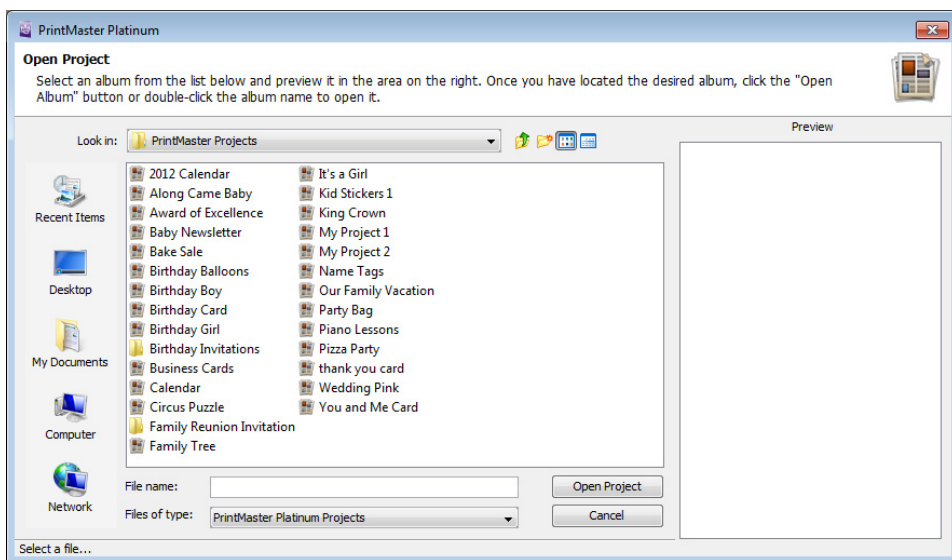 PrintMaster Platinum
Open Project
Select an album from the list below and preview it in the area on the right. Once you have located the desired album, click the "Open
Album" button or double-click the album name to open it.
Look in:
PrintMaster Projects
Preview
Recent Items
Desktop
My Documents
Computer
Network
2012 Calendar
Along Came Baby
Award of Excellence
Baby Newsletter
Bake Sale
Birthday Balloons
Birthday Boy
Birthday Card
Birthday Girl
Birthday Invitations
Business Cards
Calendar
Circus Puzzle
Family Reunion Invitation
Family Tree
It's a Girl
Kid Stickers 1
King Crown
My Project 1
My Project 2
Name Tags
Our Family Vacation
Party Bag
Piano Lessons
Pizza Party
thank you card
Wedding Pink
You and Me Card
File name:
Open Project
Files of type:
PrintMaster Platinum Projects
Cancel
Select a file...